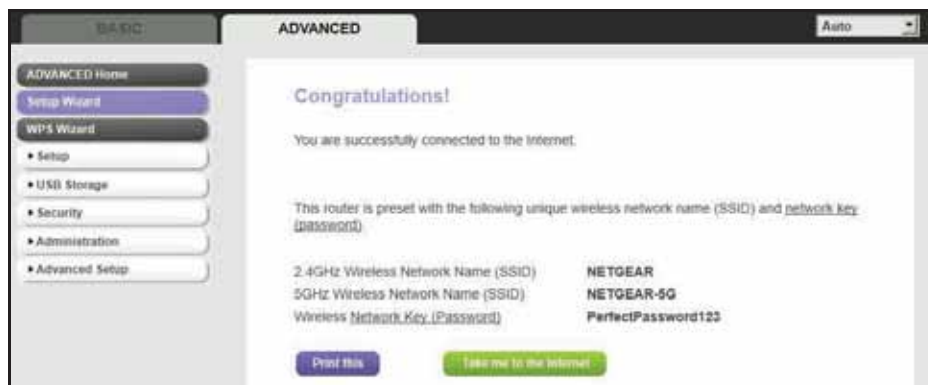 BASIC
ADVANCED
Auto
ADVANCED Home
Setup Wizard
WPS Wizard
Setup
USB Storage
Security
Administration
Advanced Setup
Congratulations!
You are successfully connected to the Internet.
This router is preset with the following unique wireless network name (SSID) and network key
(password)
2.4GHz Wireless Network Name (SSID) NETGEAR
5GHz Wireless Network Name (SSID) NETGEAR-5G
Wireless Network Key (Password) PerfectPassword123
Print this
Take me to the Internet